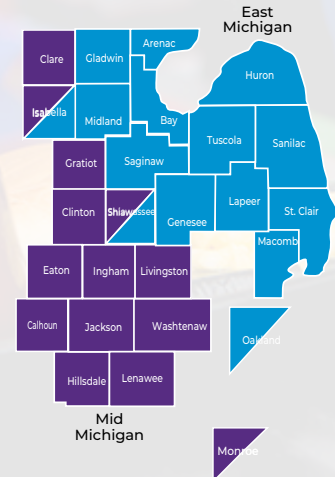 East
Michigan
Arenac
Clare
Gladwin
Huron
Isabella
Midland
Bay
Tuscola
Sanilac
Gratiot
Saginaw
Clinton
Shiawassee
Genesee
Lapeer
St. Clair
Macomb
Eaton
Ingham
Livingston
Calhoun
Jackson
Washtenaw
Oakland
Hillsdale
Lenawee
Mid
Michigan
Monroe